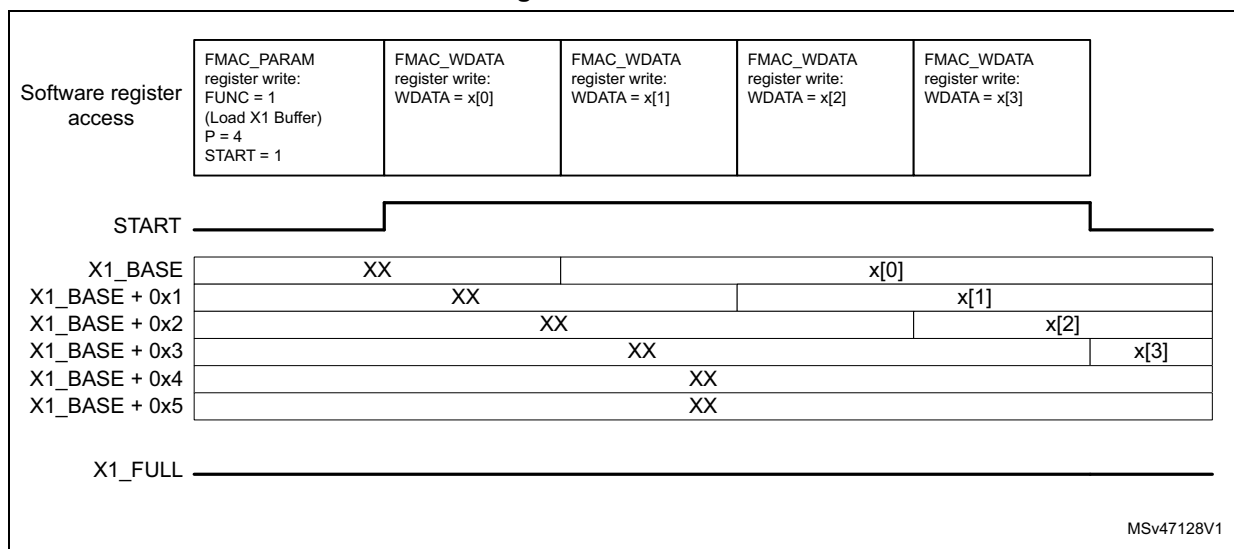 Software register
access
FMAC_PARAM
register write:
FUNC = 1
(Load X1 Buffer)
P = 4
START = 1
FMAC_WDATA
register write:
WDATA = x[0]
FMAC_WDATA
register write:
WDATA = x[1]
FMAC_WDATA
register write:
WDATA = x[2]
FMAC_WDATA
register write:
WDATA = x[3]
START
X1_BASE XX x[0]
X1_BASE + 0x1 XX x[1]
X1_BASE + 0x2 XX x[2]
X1_BASE + 0x3 XX x[3]
X1_BASE + 0x4 XX
X1_BASE + 0x5 XX
X1_FULL
MSv47128V1